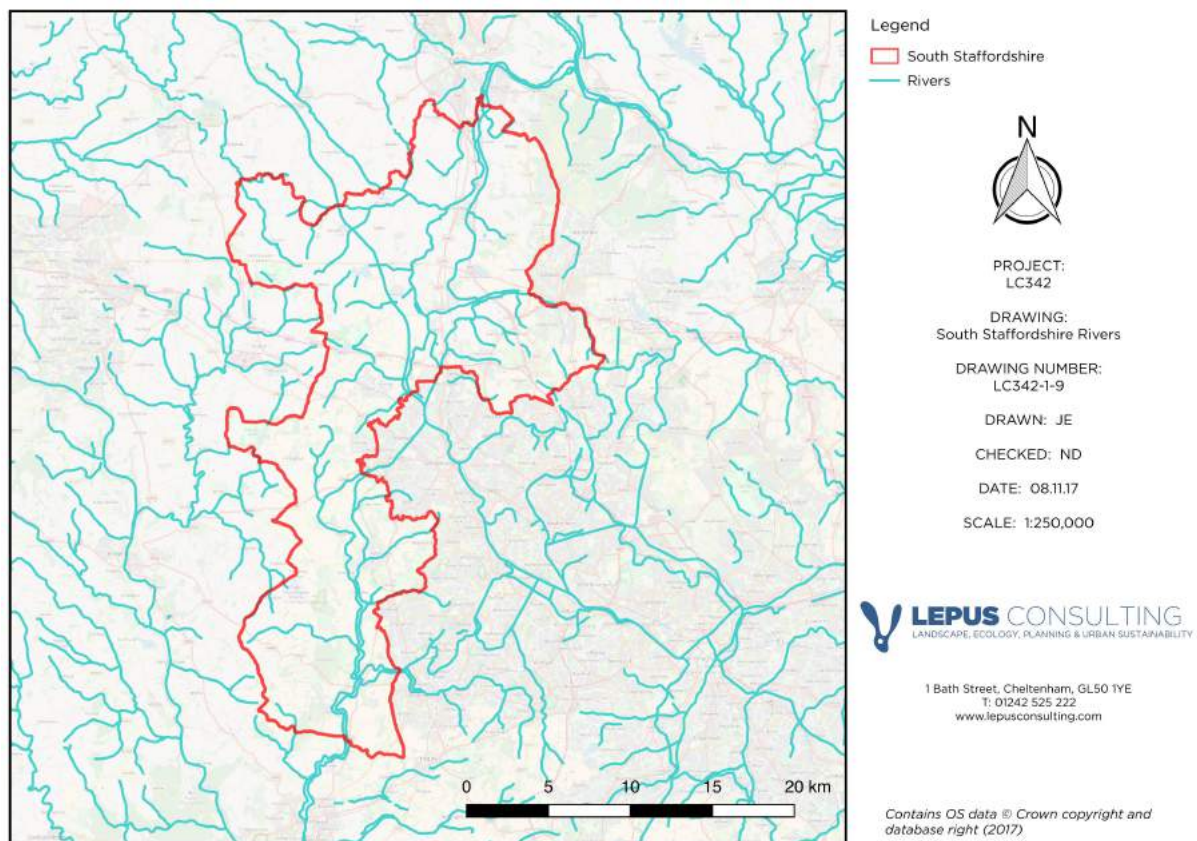 Legend
South Staffordshire
Rivers
N
PROJECT:
LC342
DRAWING:
South Staffordshire Rivers
DRAWING NUMBER:
LC342-1-9
DRAWN: JE
CHECKED: ND
DATE: 08.11.17
SCALE: 1:250,000
LEPUS CONSULTING
LANDSCAPE, ECOLOGY, PLANNING & URBAN SUSTAINABILITY
1 Bath Street, Cheltenham, GL50 1YE
T: 01242 525 222
www.lepusconsulting.com
0 5 10 15 20 km
Contains OS data © Crown copyright and
database right (2017)